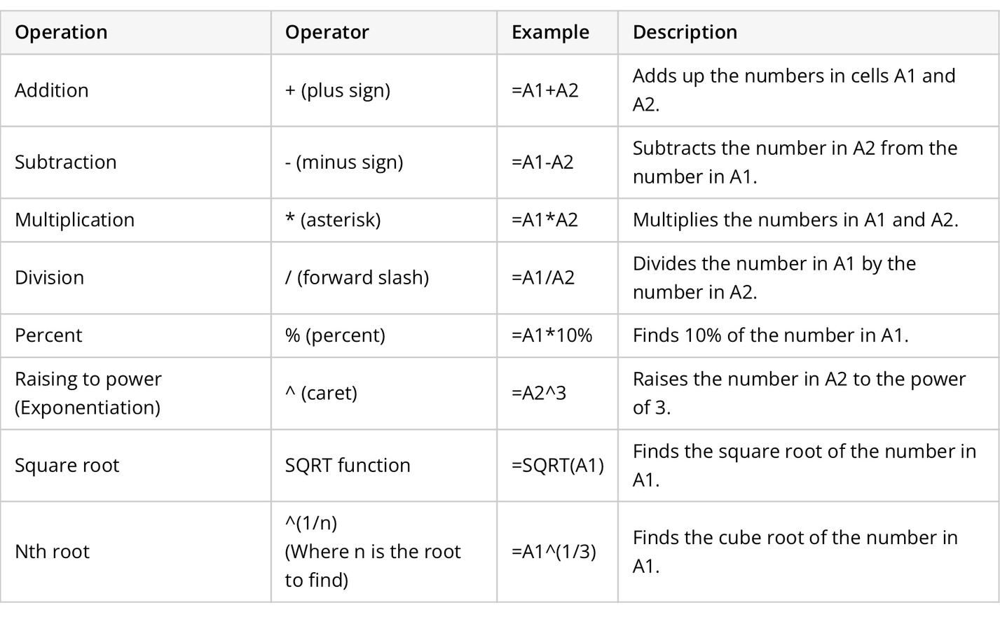 Operation Operator Example Description
Addition + (plus sign) =A1+A2 Adds up the numbers in cells A1 and
A2.
Subtraction - (minus sign) =A1-A2 Subtracts the number in A2 from the
number in A1.
Multiplication * (asterisk) =A1*A2 Multiplies the numbers in A1 and A2.
Division / (forward slash) =A1/A2 Divides the number in A1 by the
number in A2.
Percent % (percent) =A1*10% Finds 10% of the number in A1.
Raising to power
(Exponentiation) ^ (caret) =A2^3 Raises the number in A2 to the power
of 3.
Square root SQRT function =SQRT(A1) Finds the square root of the number in
A1.
Nth root ^(1/n)
(Where n is the root
to find) =A1^(1/3) Finds the cube root of the number in
A1.